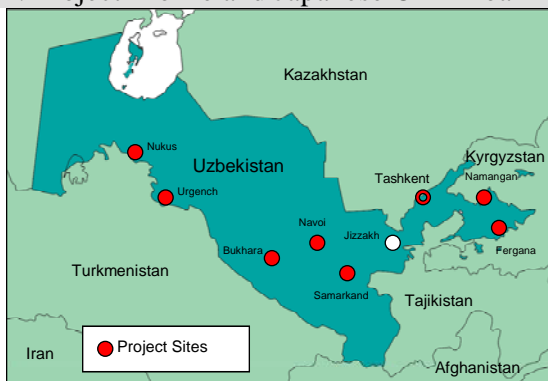 Kazakhstan
Nukus
Uzbekistan
Kyrgyzstan
Tashkent
Namangan
Urgench
Navoi
Jizzakh
Bukhara
Fergana
Turkmenistan
Samarkand
Tajikistan
Project Sites
Iran
Afghanistan